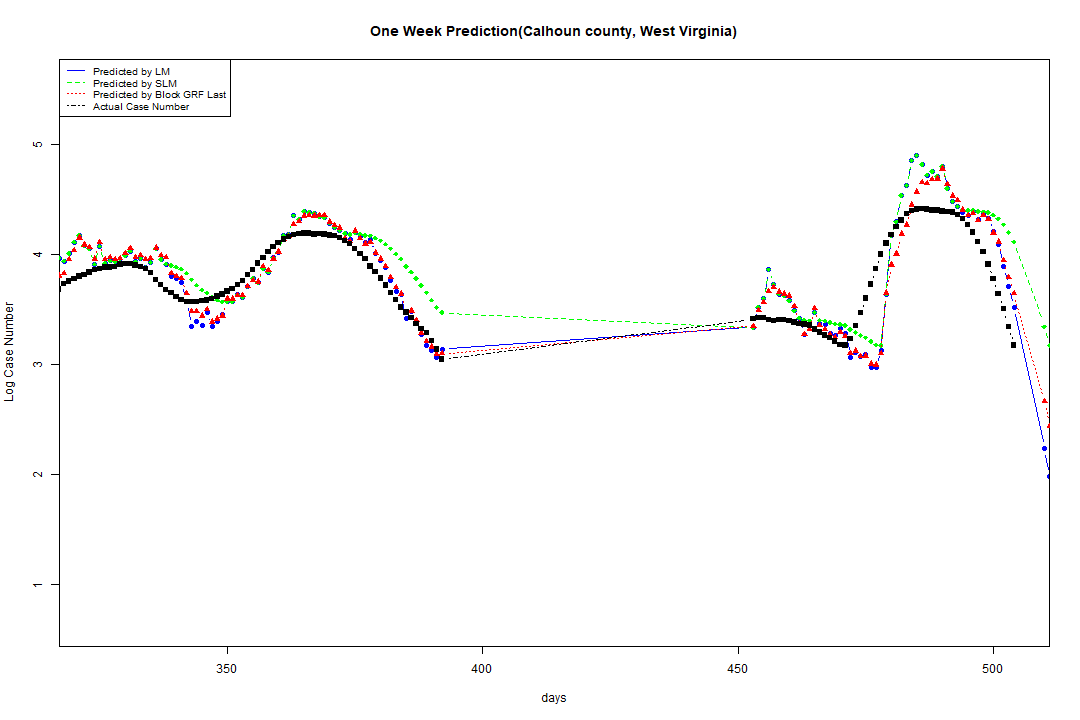 One Week Prediction(Calhoun county, West Virginia)
Predicted by LM
Predicted by SLM
Predicted by Block GRF Last
Actual Case Number
Log Case Number
5
4
3
2
1
350
400
450
500
days